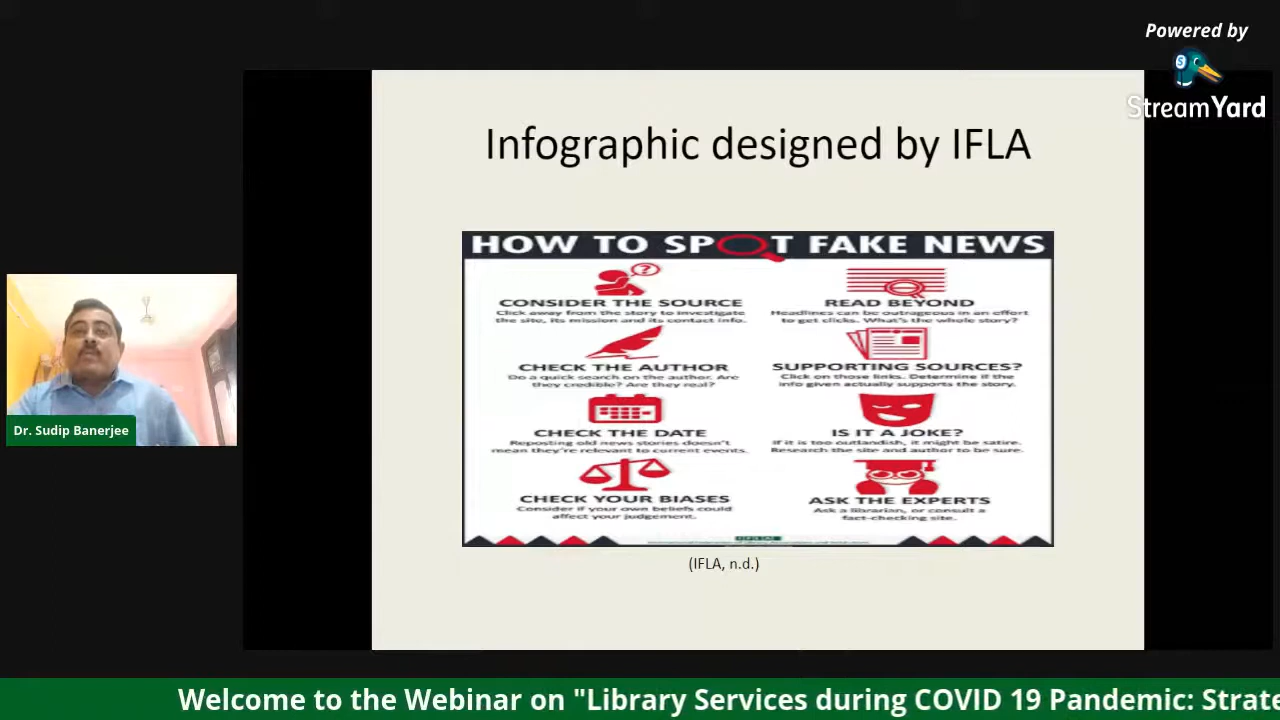 Powered by
StreamYard
Infographic designed by IFLA
HOW TO SPOT FAKE NEWS
?
CONSIDER THE SOURCE
Click away from the story to investigate
the site, its mission and its contact info.
READ BEYOND
Headlines can be outrageous in an effort
to get clicks. What's the whole story?
CHECK THE AUTHOR
Do a quick search on the author. Are
they credible? Are they real?
SUPPORTING SOURCES?
Click on those links. Determine if the
info given actually supports the story.
CHECK THE DATE
Reposting old news stories doesn't
mean they're relevant to current events.
IS IT A JOKE?
If it is too outlandish, it might be satire.
Research the site and author to be sure.
CHECK YOUR BIASES
Consider if your own beliefs could
affect your judgement.
ASK THE EXPERTS
Ask a librarian, or consult a
fact-checking site.
(IFLA, n.d.)
Dr. Sudip Banerjee
Welcome to the Webinar on "Library Services during COVID 19 Pandemic: Strate